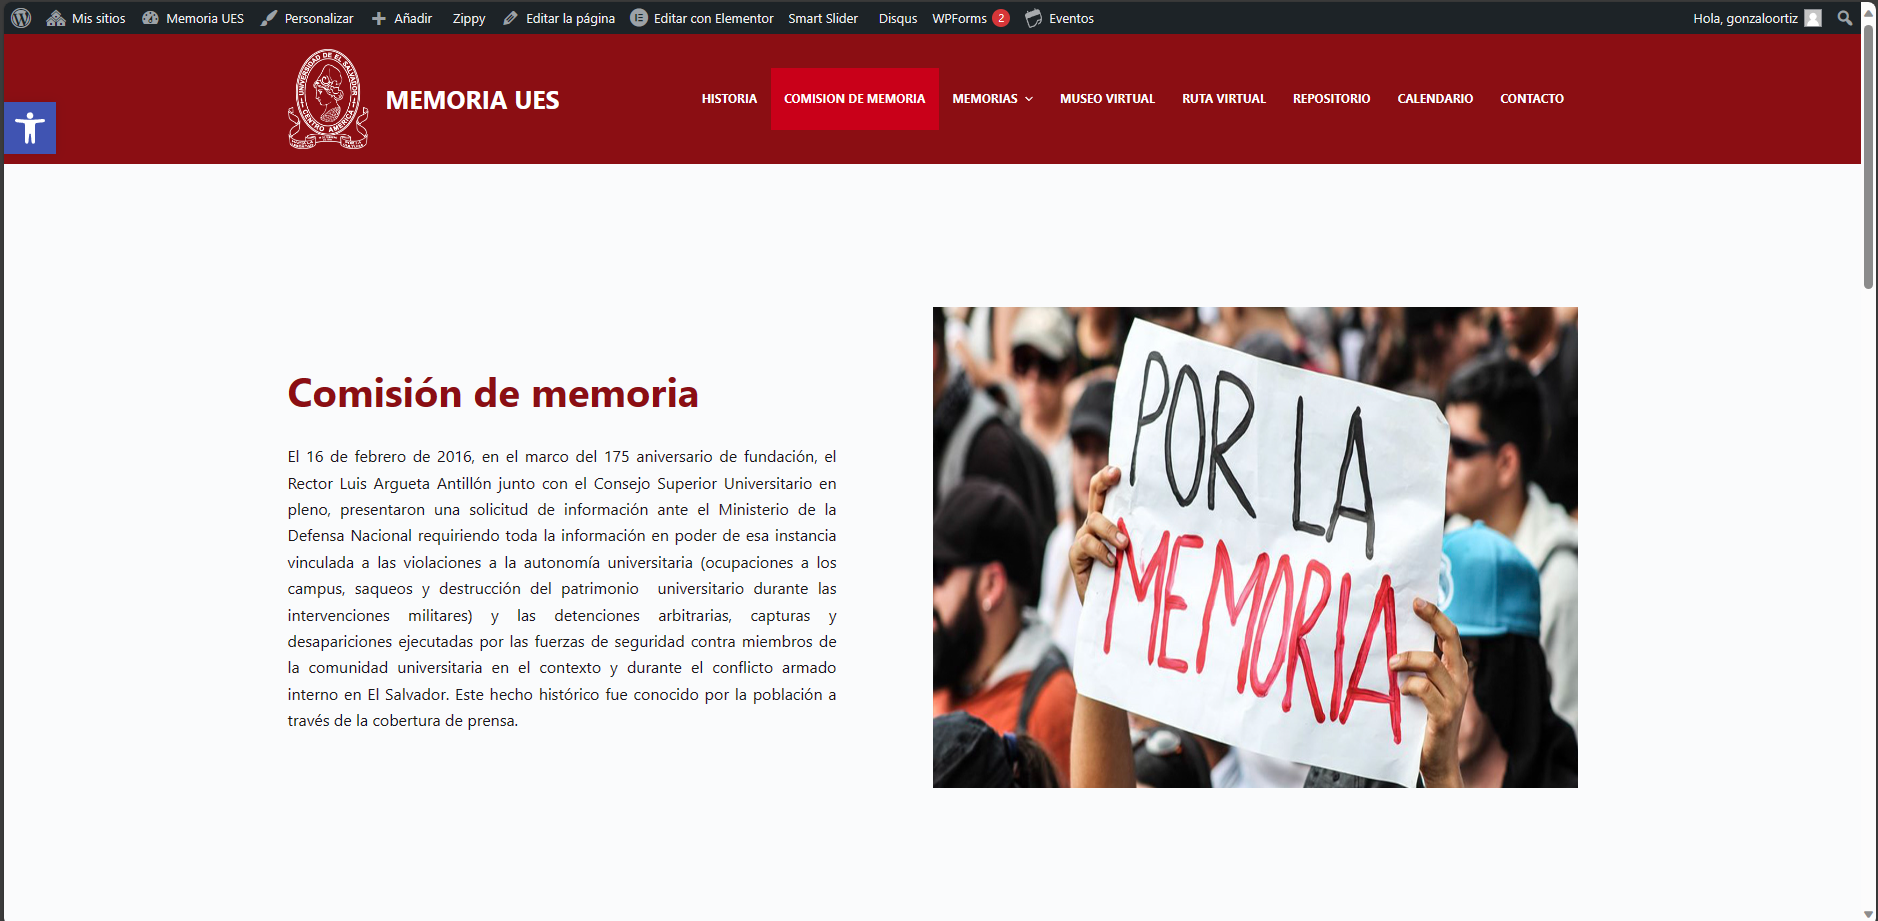 Mis sitios Memoria UES Personalizar Añadir Zippy Editar la página Editar con Elementor Smart Slider Disqus WPForms 2 Eventos Hola, gonzaloortiz
UNIVERSIDAD DE EL SALVADOR
CENTRO AMERICA
MEMORIA UES
HISTORIA COMISION DE MEMORIA MEMORIAS MUSEO VIRTUAL RUTA VIRTUAL REPOSITORIO CALENDARIO CONTACTO
Comisión de memoria
El 16 de febrero de 2016, en el marco del 175 aniversario de fundación, el
Rector Luis Argueta Antillón junto con el Consejo Superior Universitario en
pleno, presentaron una solicitud de información ante el Ministerio de la
Defensa Nacional requiriendo toda la información en poder de esa instancia
vinculada a las violaciones a la autonomía universitaria (ocupaciones a los
campus, saqueos y destrucción del patrimonio universitario durante las
intervenciones militares) y las detenciones arbitrarias, capturas y
desapariciones ejecutadas por las fuerzas de seguridad contra miembros de
la comunidad universitaria en el contexto y durante el conflicto armado
interno en El Salvador. Este hecho histórico fue conocido por la población a
través de la cobertura de prensa.
POR LA
MEMORIA